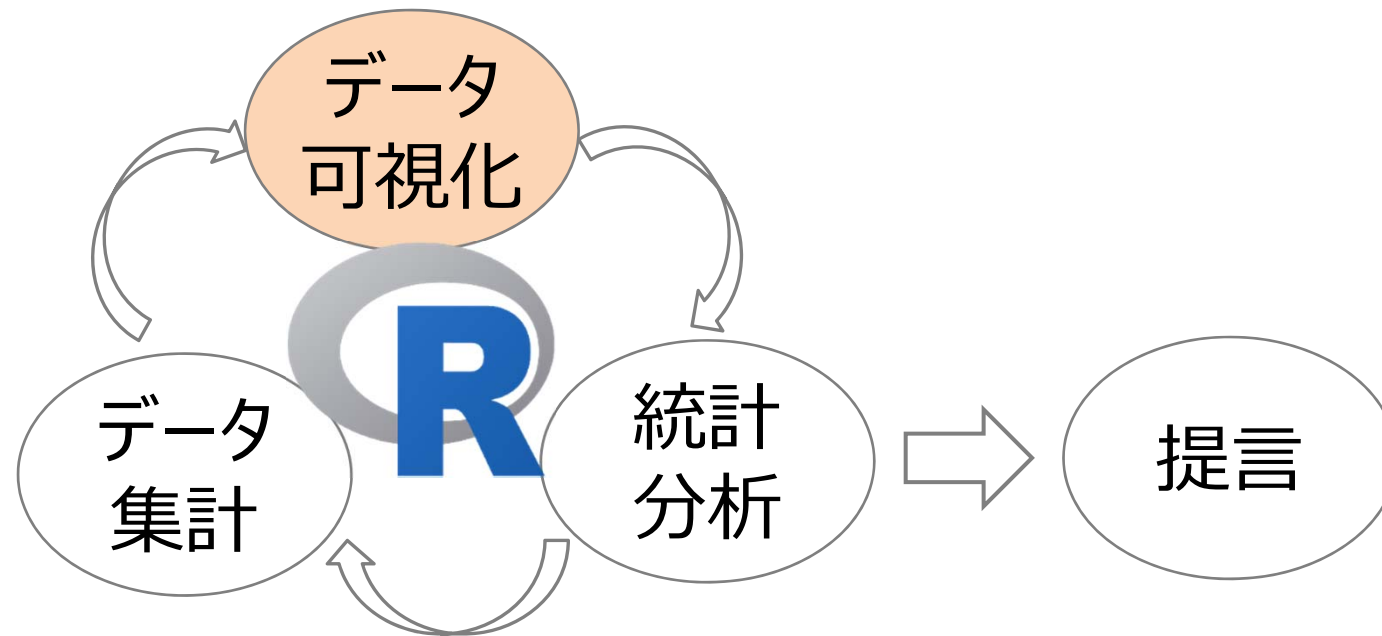 データ
可視化
R
データ
集計
統計
分析
提言